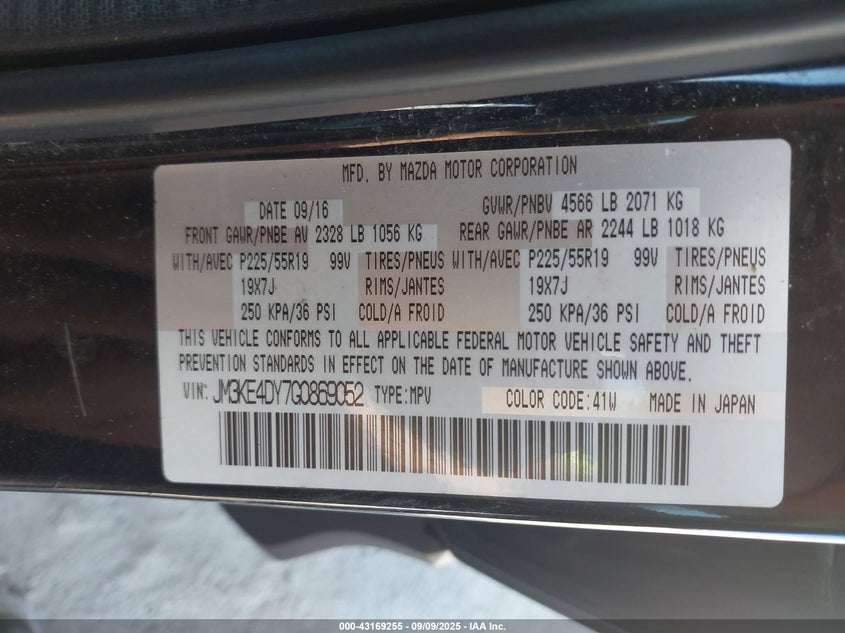 MFD. BY MAZDA MOTOR CORPORATION
DATE 09/16 GVWR/PNBV 4566 LB 2071 KG
FRONT GAWR/PNBE AV 2328 LB 1056 KG REAR GAWR/PNBE AR 2244 LB 1018 KG
WITH/AVEC P225/55R19 99V TIRES/PNEUS WITH/AVEC P225/55R19 99V TIRES/PNEUS
19X7J RIMS/JANTES 19X7J RIMS/JANTES
250 KPA/36 PSI COLD/A FROID 250 KPA/36 PSI COLD/A FROID
THIS VEHICLE CONFORMS TO ALL APPLICABLE FEDERAL MOTOR VEHICLE SAFETY AND THEFT
PREVENTION STANDARDS IN EFFECT ON THE DATE OF MANUFACTURE SHOWN ABOVE.
VIN: JM3KE4DY7G0869052 TYPE:MPV COLOR CODE:41W MADE IN JAPAN
000-43169255 - 09/09/2025 - IAA Inc.